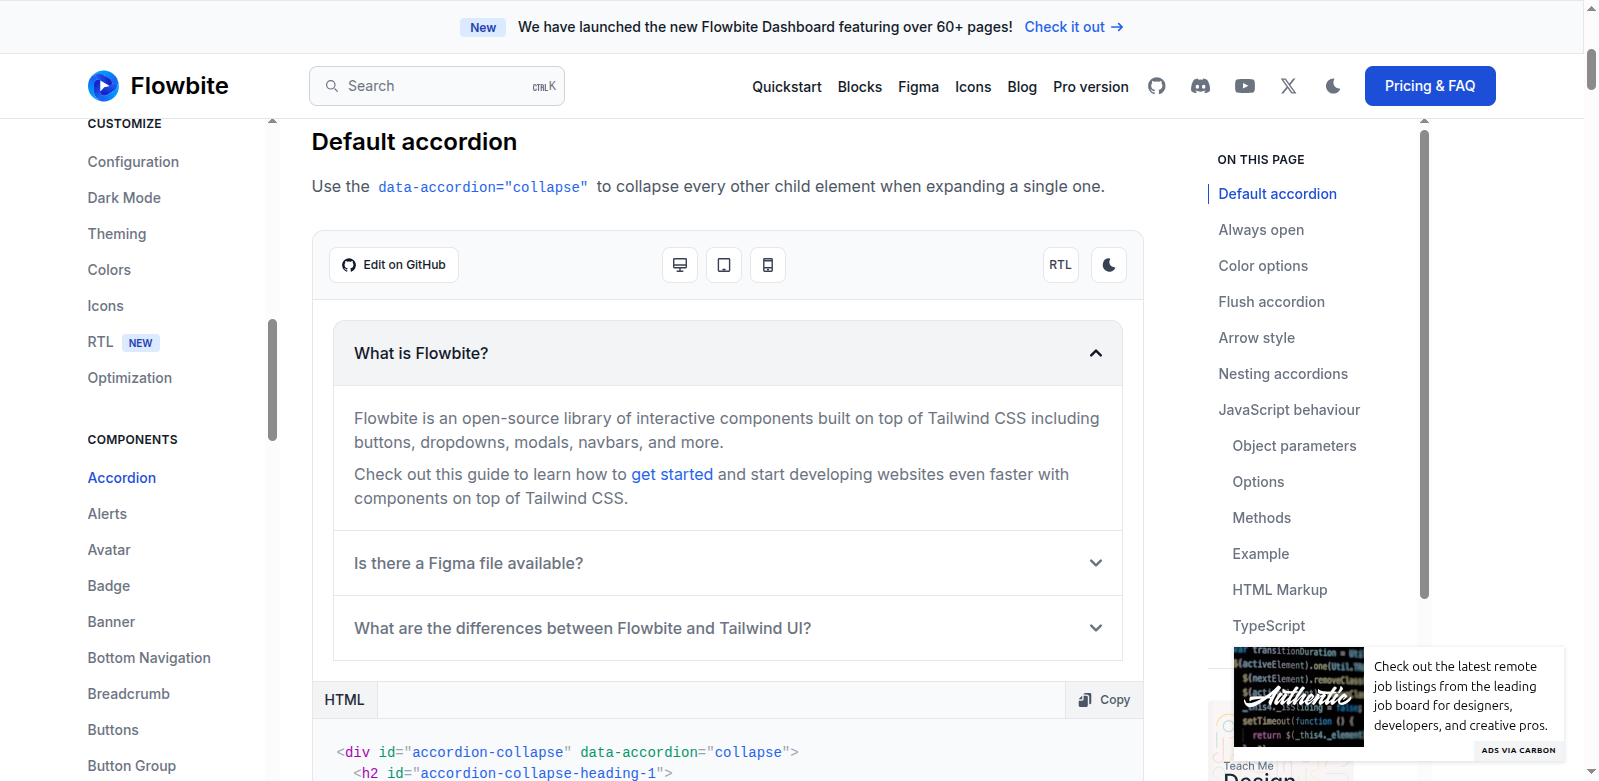 New We have launched the new Flowbite Dashboard featuring over 60+ pages! Check it out
Flowbite
Search CTRL K
Quickstart Blocks Figma Icons Blog Pro version
Pricing & FAQ
CUSTOMIZE
Configuration
Dark Mode
Theming
Colors
Icons
RTL NEW
Optimization
COMPONENTS
Accordion
Alerts
Avatar
Badge
Banner
Bottom Navigation
Breadcrumb
Buttons
Button Group
Default accordion
Use the data-accordion="collapse" to collapse every other child element when expanding a single one.
Edit on GitHub
RTL
What is Flowbite?
Flowbite is an open-source library of interactive components built on top of Tailwind CSS including
buttons, dropdowns, modals, navbars, and more.
Check out this guide to learn how to get started and start developing websites even faster with
components on top of Tailwind CSS.
Is there a Figma file available?
What are the differences between Flowbite and Tailwind UI?
HTML
Copy
<div id="accordion-collapse" data-accordion="collapse">
<h2 id="accordion-collapse-heading-1">
ON THIS PAGE
Default accordion
Always open
Color options
Flush accordion
Arrow style
Nesting accordions
JavaScript behaviour
Object parameters
Options
Methods
Example
HTML Markup
TypeScript
Authentic
Check out the latest remote
job listings from the leading
job board for designers,
developers, and creative pros.
ADS VIA CARBON
Teach Me
Design